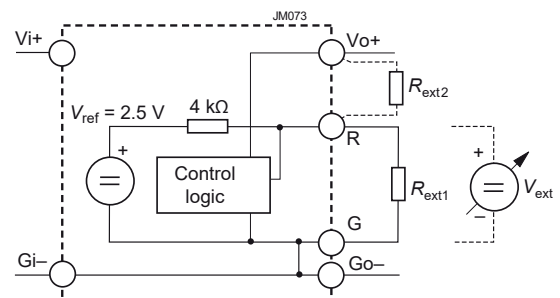 JM073
Vi+
Vo+
Rext2
4 kΩ
Vref = 2.5 V
R
+
Control
logic
Rext1
+
Vext
–
G
Gi–
Go–